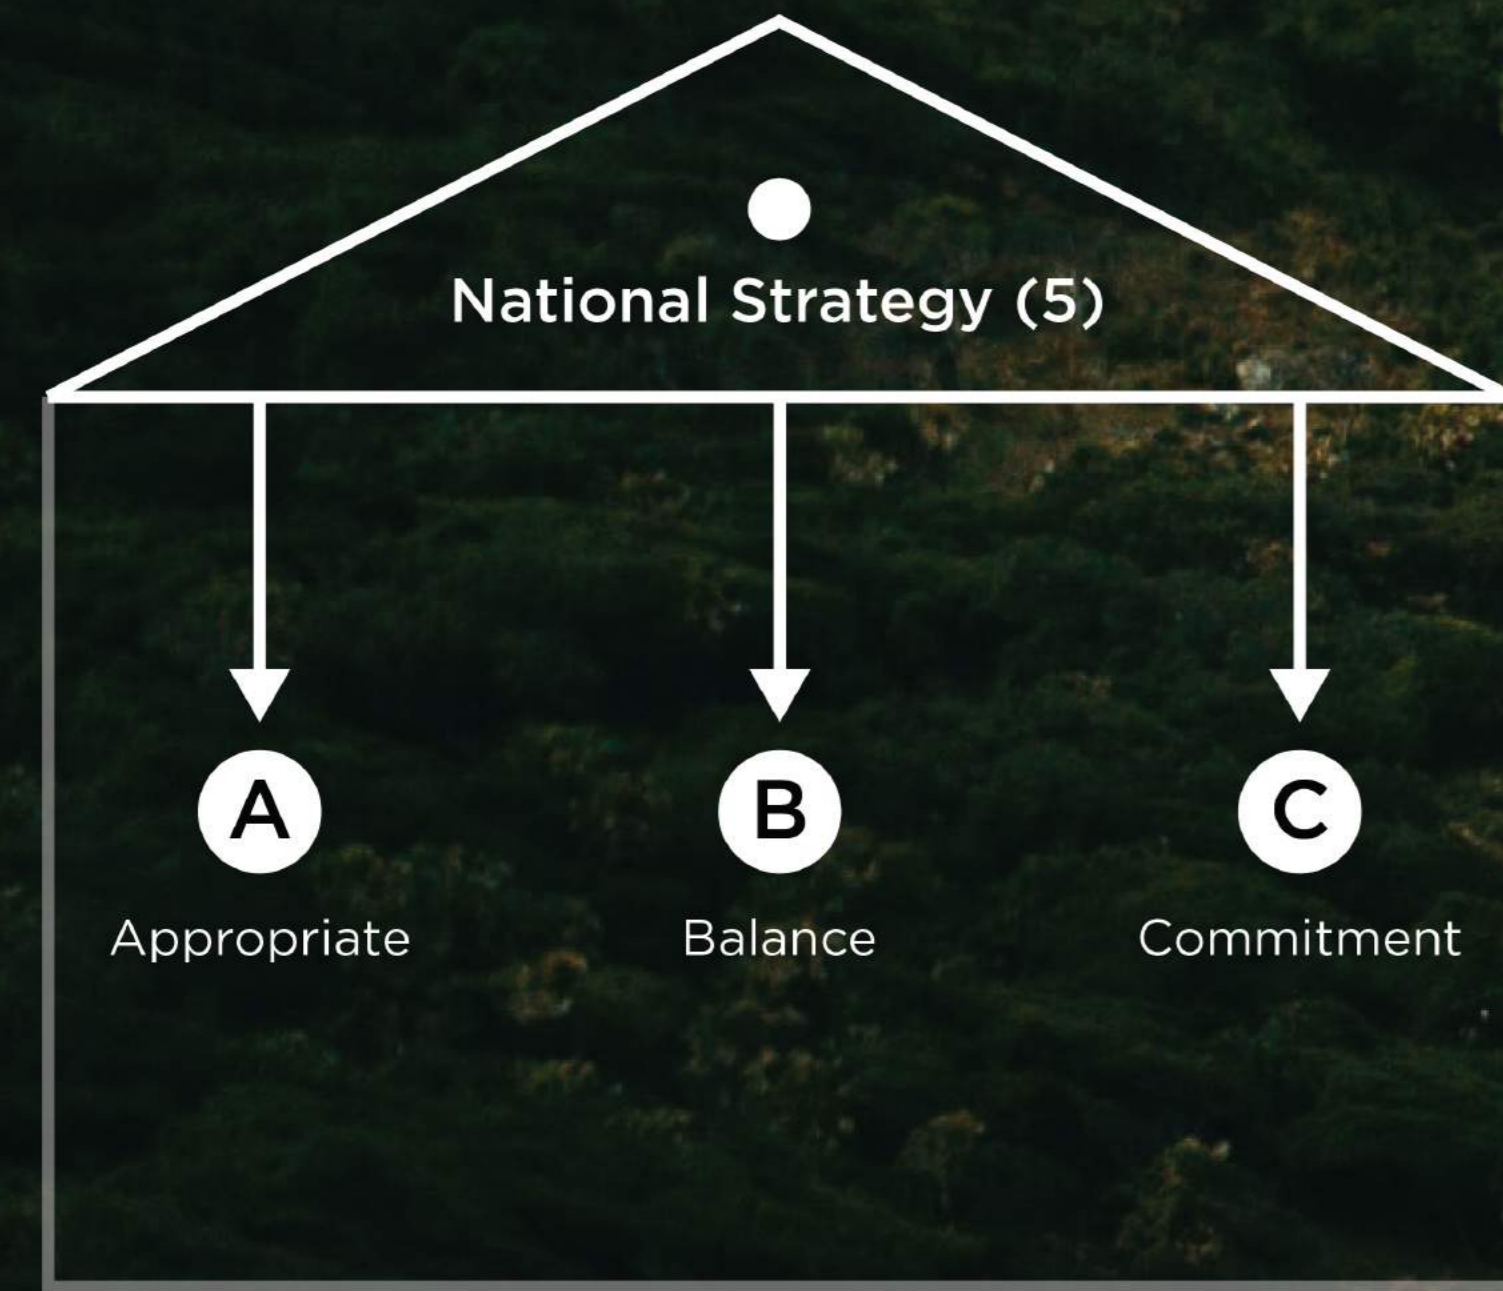 National Strategy (5)
A
B
C
Appropriate
Balance
Commitment